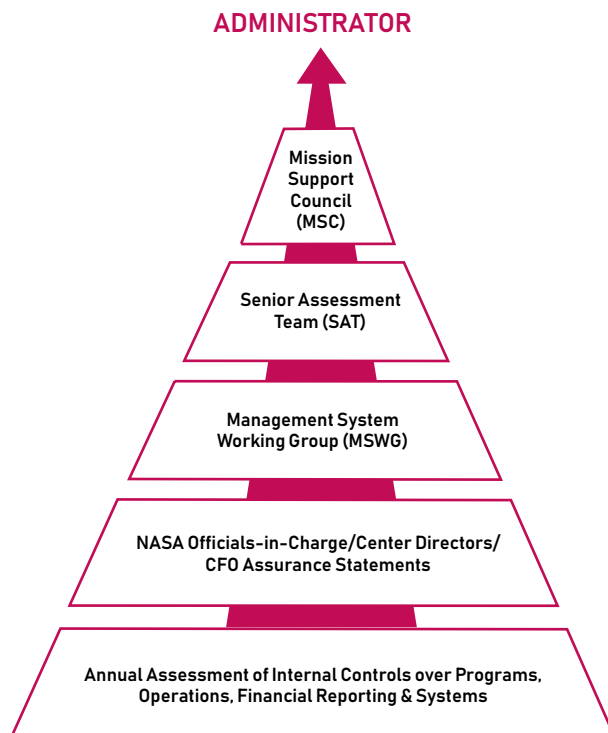 ADMINISTRATOR
Mission
Support
Council
(MSC)
Senior Assessment
Team (SAT)
Management System
Working Group (MSWG)
NASA Officials-in-Charge/Center Directors/
CFO Assurance Statements
Annual Assessment of Internal Controls over Programs,
Operations, Financial Reporting & Systems